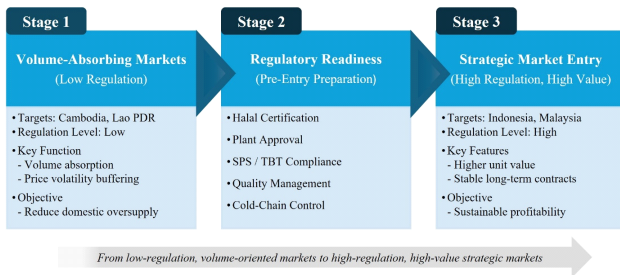 Stage 1
Volume-Absorbing Markets
(Low Regulation)
• Targets: Cambodia, Lao PDR
• Regulation Level: Low
• Key Function
- Volume absorption
- Price volatility buffering
• Objective
- Reduce domestic oversupply
Stage 2
Regulatory Readiness
(Pre-Entry Preparation)
• Halal Certification
• Plant Approval
• SPS / TBT Compliance
• Quality Management
• Cold-Chain Control
Stage 3
Strategic Market Entry
(High Regulation, High Value)
• Targets: Indonesia, Malaysia
• Regulation Level: High
• Key Features
- Higher unit value
- Stable long-term contracts
• Objective
- Sustainable profitability
From low-regulation, volume-oriented markets to high-regulation, high-value strategic markets